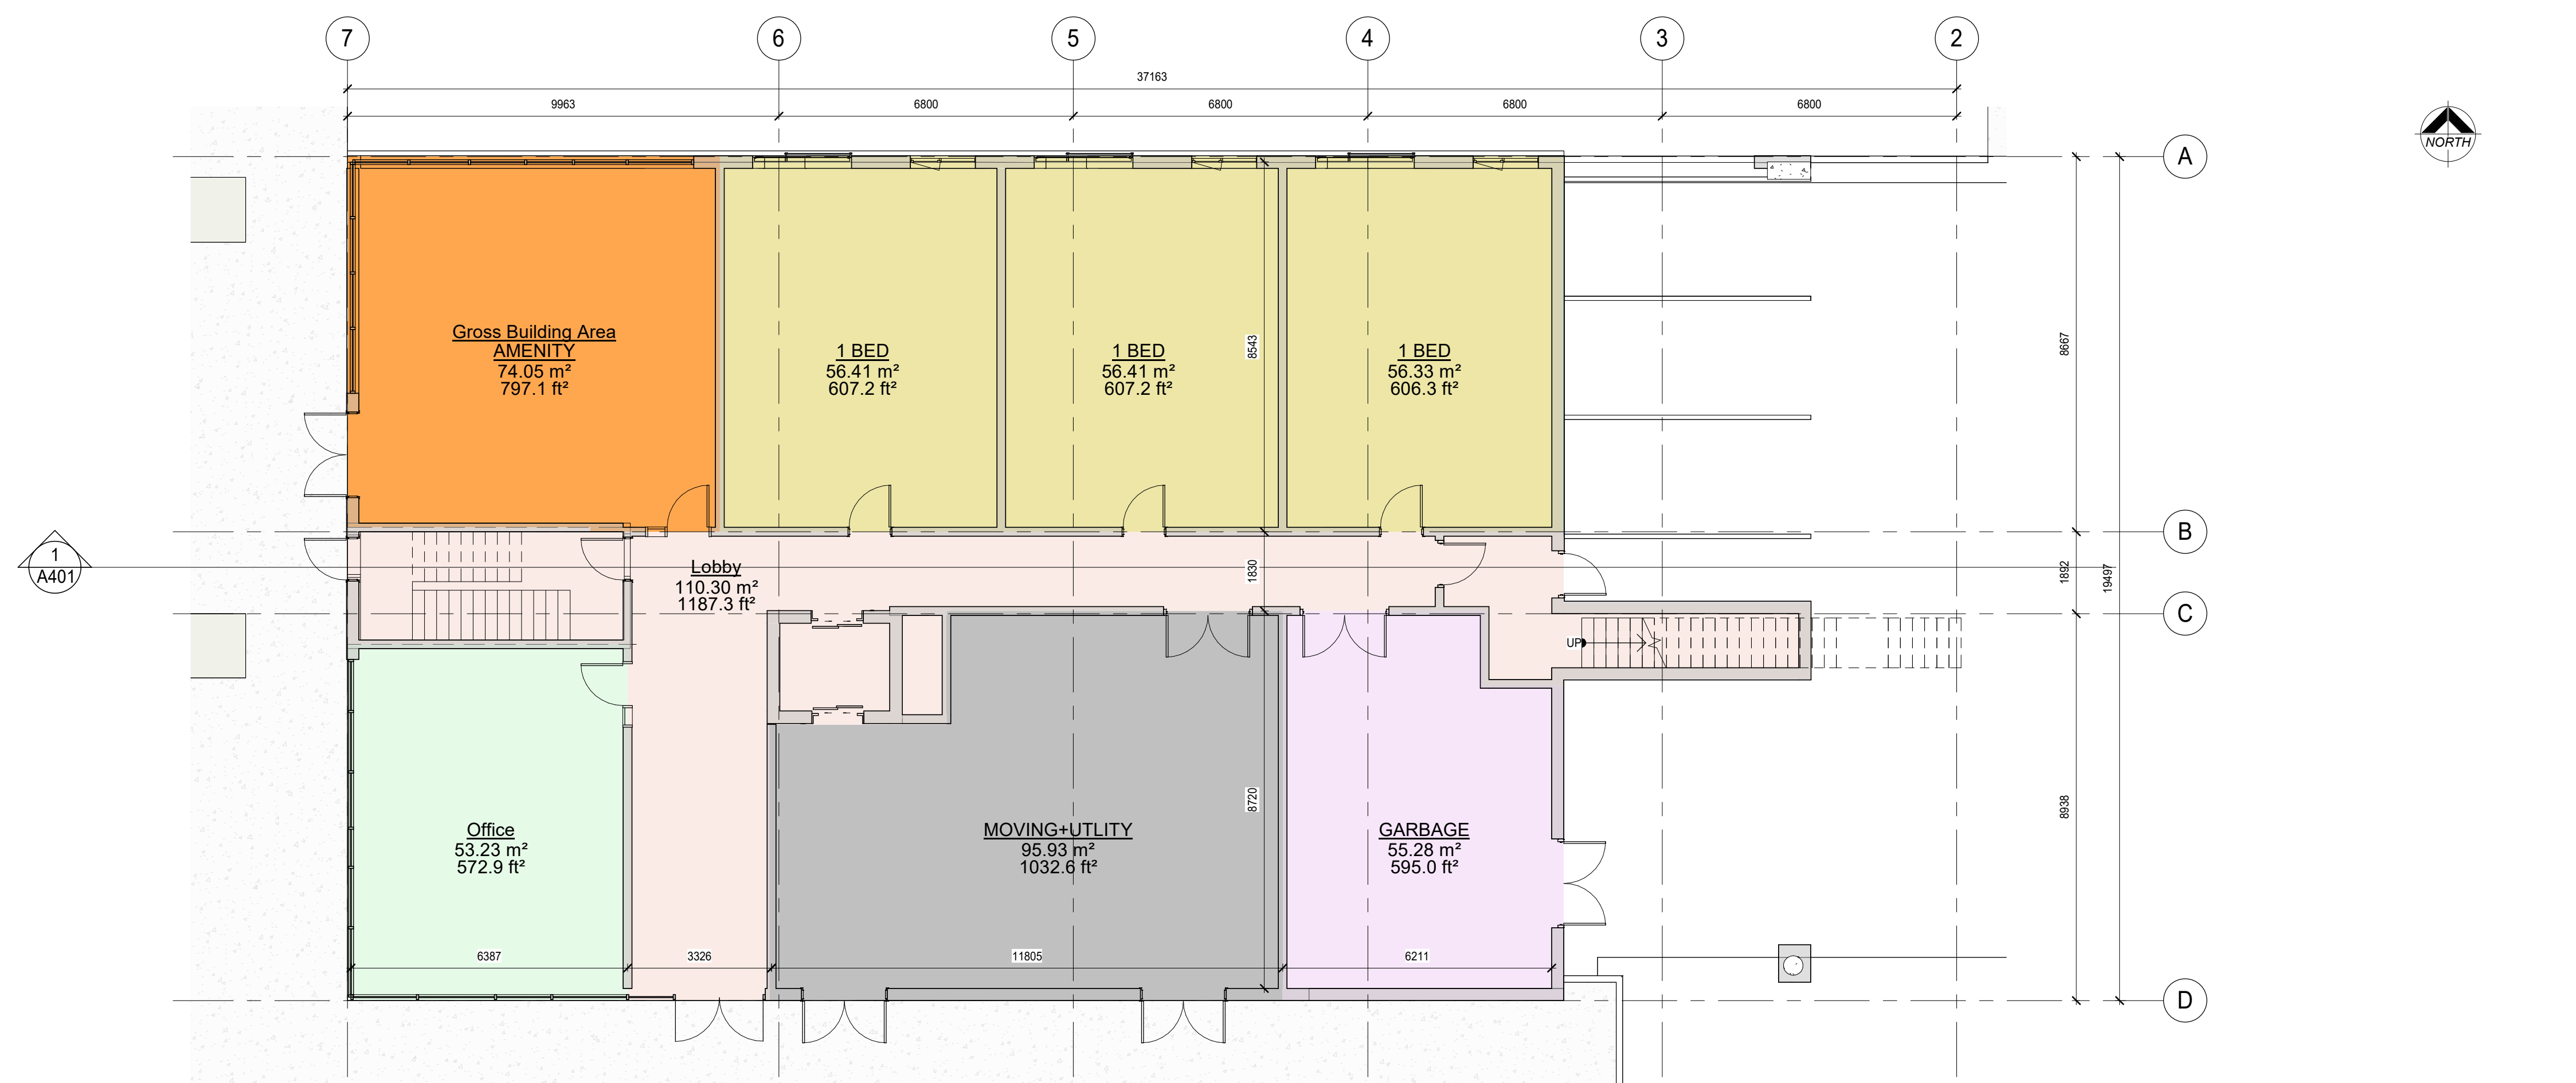 7 6 5 4 3 2
37163
9963 6800 6800 6800 6800
NORTH
A
Gross Building Area
AMENITY
74.05 m²
797.1 ft²
1 BED
56.41 m²
607.2 ft²
1 BED
56.41 m²
607.2 ft²
8543
1 BED
56.33 m²
606.3 ft²
8667
B
1
A401
Lobby
110.30 m²
1187.3 ft²
1830
1892
19497
C
UP
Office
53.23 m²
572.9 ft²
MOVING+UTLITY
95.93 m²
1032.6 ft²
8720
GARBAGE
55.28 m²
595.0 ft²
8938
6387 3326 11805 6211
D